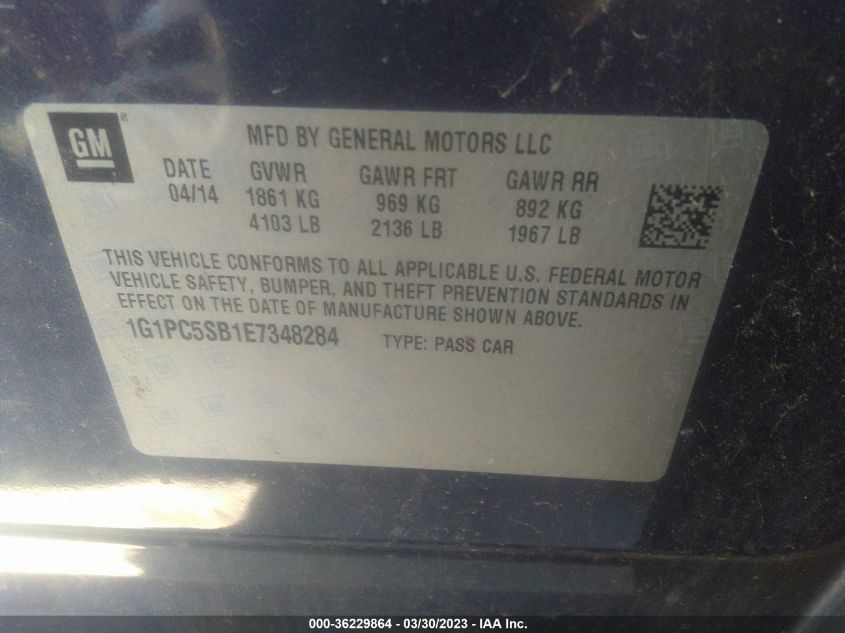 GM®
MFD BY GENERAL MOTORS LLC
DATE GVWR GAWR FRT GAWR RR
04/14 1861 KG 969 KG 892 KG
4103 LB 2136 LB 1967 LB
THIS VEHICLE CONFORMS TO ALL APPLICABLE U.S. FEDERAL MOTOR
VEHICLE SAFETY, BUMPER, AND THEFT PREVENTION STANDARDS IN
EFFECT ON THE DATE OF MANUFACTURE SHOWN ABOVE.
1G1PC5SB1E7348284 TYPE: PASS CAR
000-36229864 - 03/30/2023 - IAA Inc.